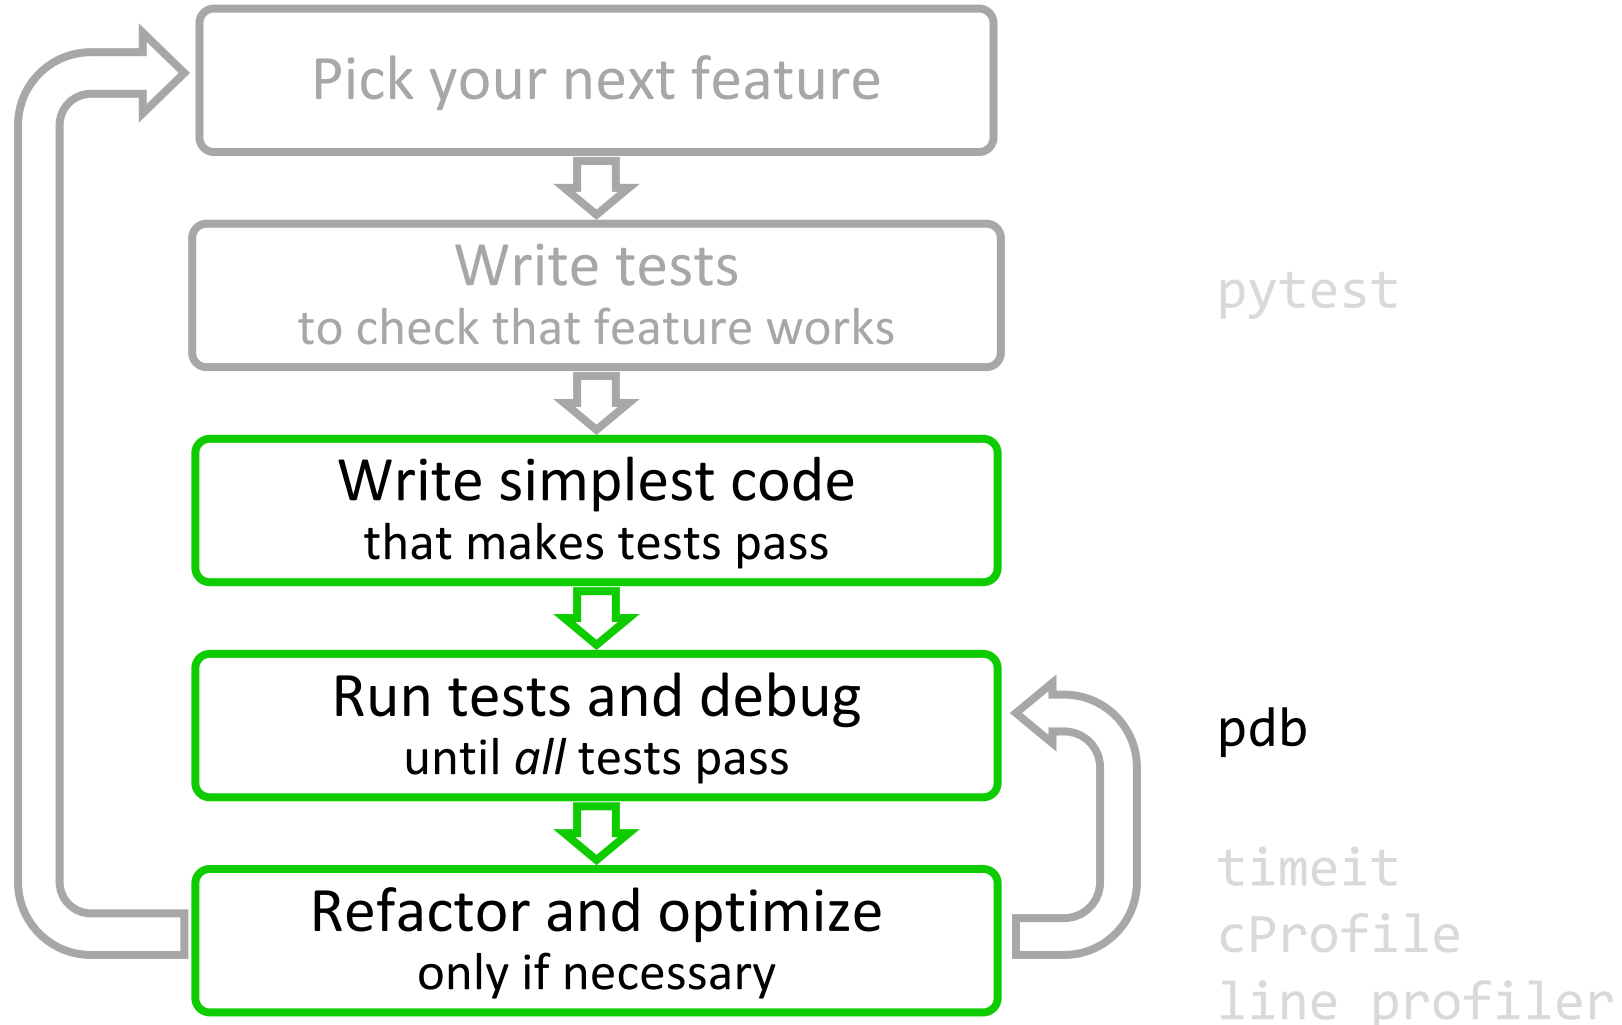 Pick your next feature
Write tests
to check that feature works
pytest
Write simplest code
that makes tests pass
Run tests and debug
until all tests pass
pdb
Refactor and optimize
only if necessary
timeit
cProfile
line profiler